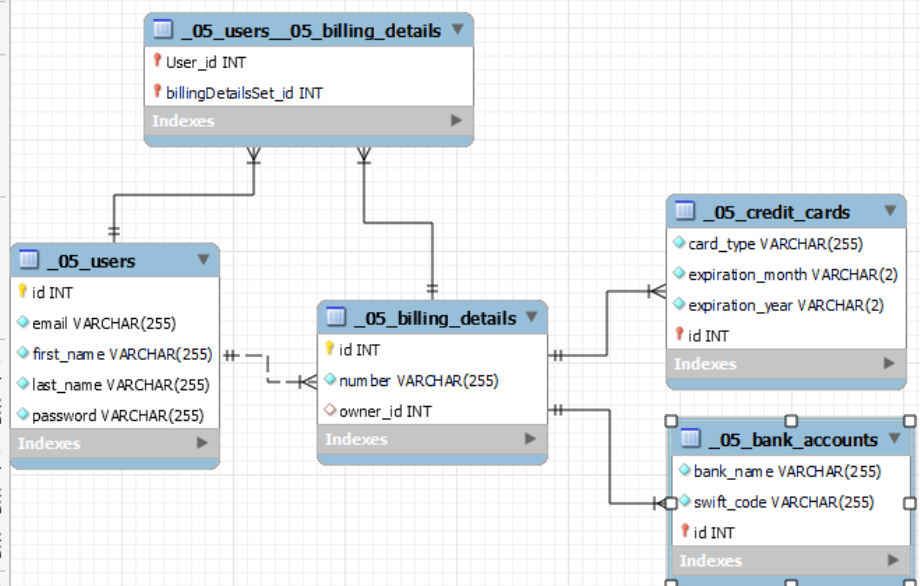 _05_users__05_billing_details
User_id INT
billingDetailsSet_id INT
Indexes
_05_users
id INT
email VARCHAR(255)
first_name VARCHAR(255)
last_name VARCHAR(255)
password VARCHAR(255)
Indexes
_05_billing_details
id INT
number VARCHAR(255)
owner_id INT
Indexes
_05_credit_cards
card_type VARCHAR(255)
expiration_month VARCHAR(2)
expiration_year VARCHAR(2)
id INT
Indexes
_05_bank_accounts
bank_name VARCHAR(255)
swift_code VARCHAR(255)
id INT
Indexes